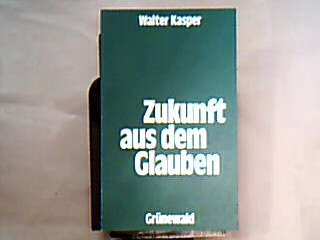 Walter Kasper
Zukunft
aus dem
Glauben
Grünewald